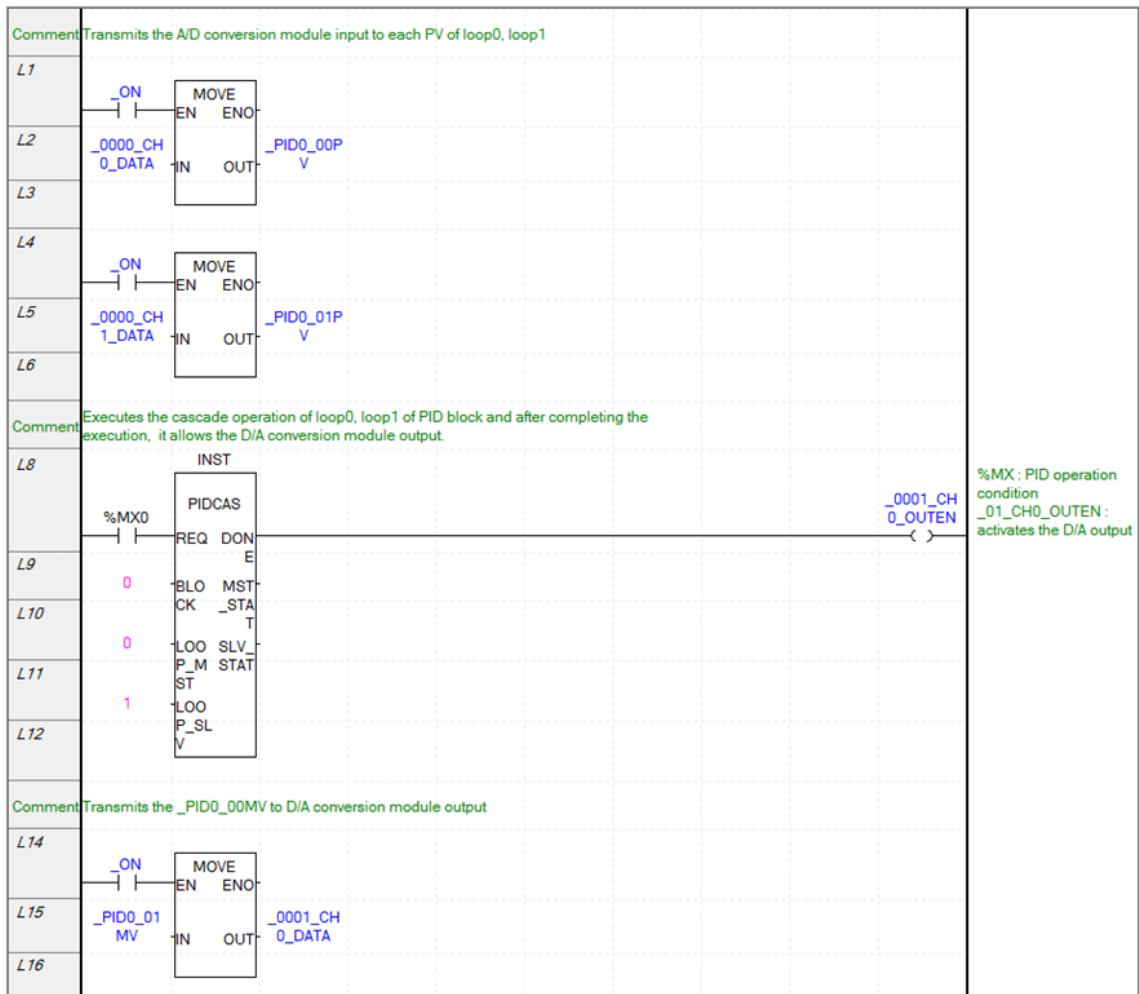 Comment Transmits the A/D conversion module input to each PV of loop0, loop1
L1
_ON
MOVE
EN ENO
L2
_0000_CH
0_DATA
IN OUT
_PID0_00P
V
L3
L4
_ON
MOVE
EN ENO
L5
_0000_CH
1_DATA
IN OUT
_PID0_01P
V
L6
Comment
Executes the cascade operation of loop0, loop1 of PID block and after completing the
execution, it allows the D/A conversion module output.
L8
INST
PIDCAS
%MX0
REQ DON
E
_0001_CH
0_OUTEN
%MX : PID operation
condition
_01_CH0_OUTEN :
activates the D/A output
L9
0
BLO MST
CK _STA
T
L10
0
LOO SLV_
P_M STAT
ST
L11
1
LOO
P_SL
V
L12
Comment Transmits the _PID0_00MV to D/A conversion module output
L14
_ON
MOVE
EN ENO
L15
_PID0_01
MV
IN OUT
_0001_CH
0_DATA
L16